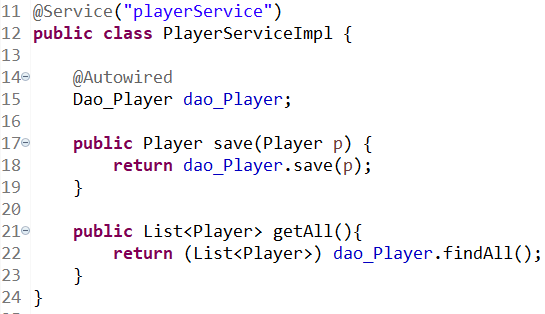 11 @Service("playerService")
12 public class PlayerServiceImpl {
13
14 @Autowired
15 Dao_Player dao_Player;
16
17 public Player save(Player p) {
18 return dao_Player.save(p);
19 }
20
21 public List<Player> getAll(){
22 return (List<Player>) dao_Player.findAll();
23 }
24 }